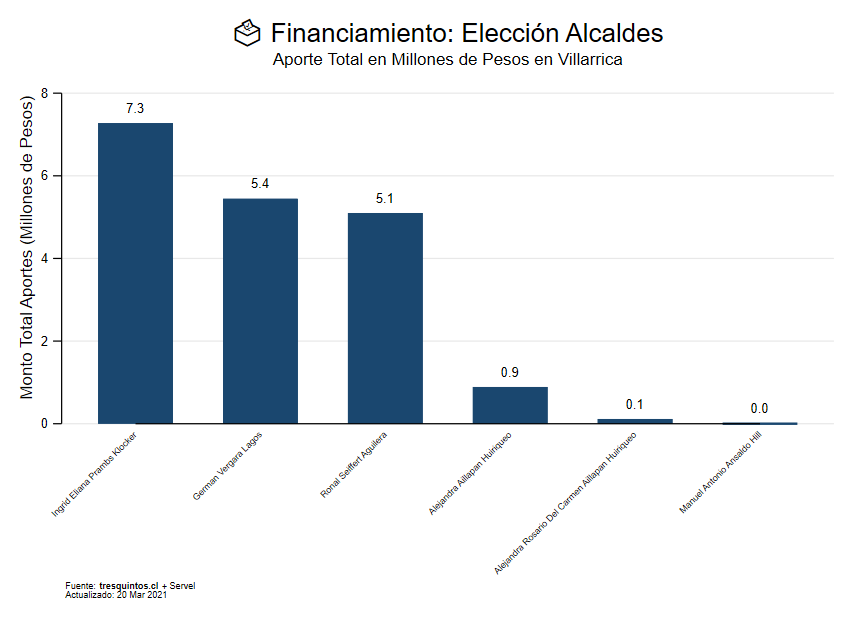 Financiamiento: Elección Alcaldes
Aporte Total en Millones de Pesos en Villarrica
Monto Total Aportes (Millones de Pesos)
8
6
4
2
0
7.3
5.4
5.1
0.9
0.1
0.0
Ingrid Eliana Prambs Klocker
German Vergara Lagos
Ronal Seiffert Aguilera
Alejandra Aillapan Huiriqueo
Alejandra Rosario Del Carmen Aillapan Huiriqueo
Manuel Antonio Ansaldo Hill
Fuente: tresquintos.cl + Servel
Actualizado: 20 Mar 2021